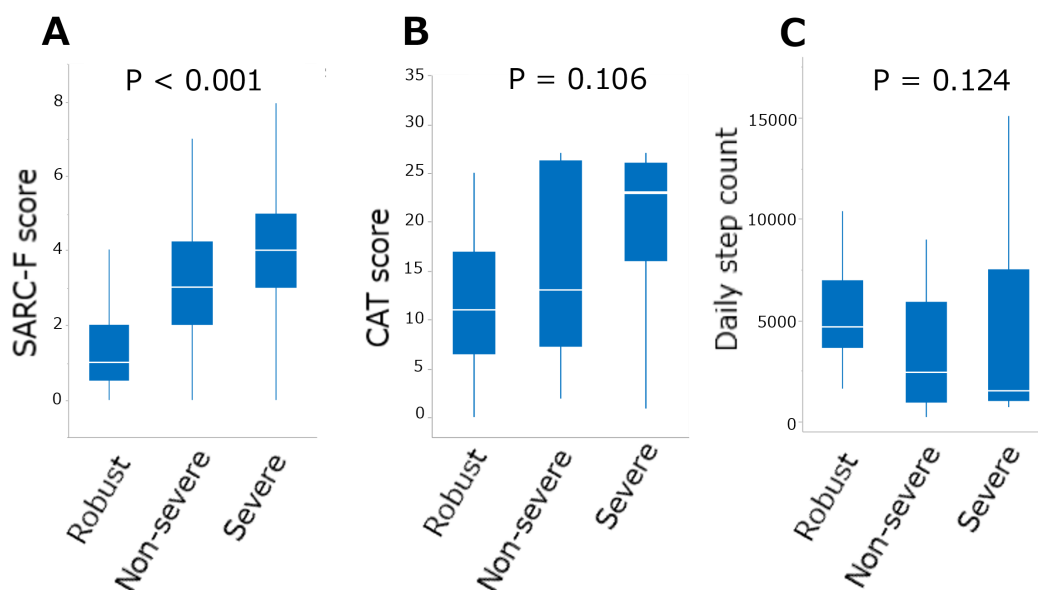 A
P < 0.001
SARC-F score
8
6
4
2
0
Robust
Non-severe
Severe
B
P = 0.106
CAT score
35
30
25
20
15
10
5
0
Robust
Non-severe
Severe
C
P = 0.124
Daily step count
15000
10000
5000
0
Robust
Non-severe
Severe